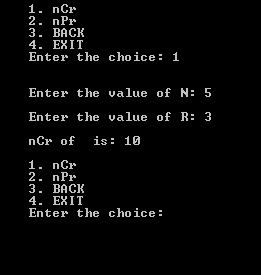 1. nCr
2. nPr
3. BACK
4. EXIT
Enter the choice: 1
Enter the value of N: 5
Enter the value of R: 3
nCr of  is: 10
1. nCr
2. nPr
3. BACK
4. EXIT
Enter the choice: